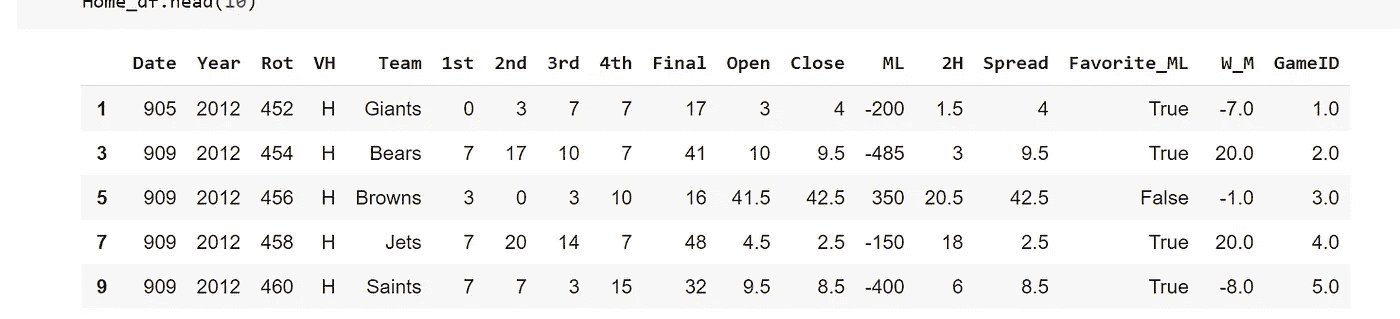 Home_df.head(10)
Date Year Rot VH Team 1st 2nd 3rd 4th Final Open Close ML 2H Spread Favorite_ML W_M GameID
1 905 2012 452 H Giants 0 3 7 7 17 3 4 -200 1.5 4 True -7.0 1.0
3 909 2012 454 H Bears 7 17 10 7 41 10 9.5 -485 3 9.5 True 20.0 2.0
5 909 2012 456 H Browns 3 0 3 10 16 41.5 42.5 350 20.5 42.5 False -1.0 3.0
7 909 2012 458 H Jets 7 20 14 7 48 4.5 2.5 -150 18 2.5 True 20.0 4.0
9 909 2012 460 H Saints 7 7 3 15 32 9.5 8.5 -400 6 8.5 True -8.0 5.0